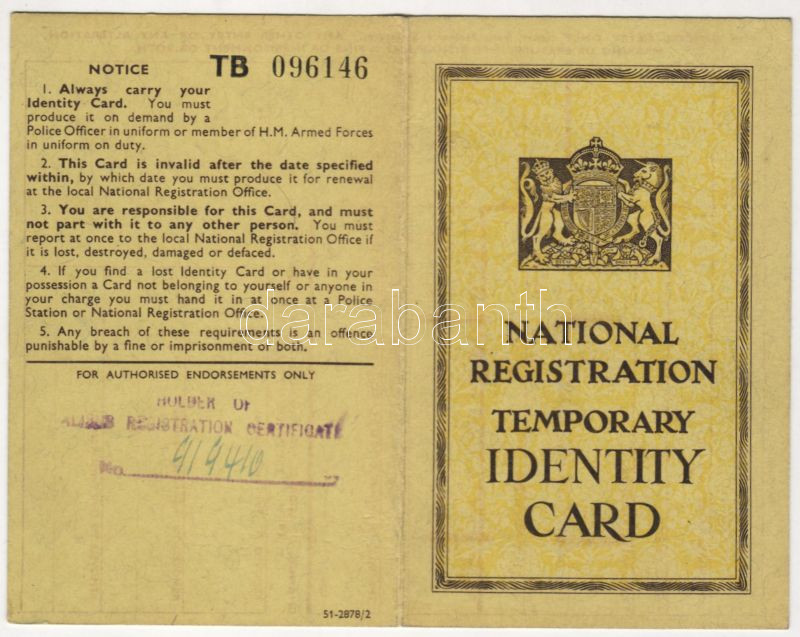 NOTICE
TB 096146
1. Always carry your
Identity Card. You must
produce it on demand by a
Police Officer in uniform or member of H.M. Armed Forces
in uniform on duty.
2. This Card is invalid after the date specified
within, by which date you must produce it for renewal
at the local National Registration Office.
3. You are responsible for this Card, and must
not part with it to any other person. You must
report at once to the local National Registration Office if
it is lost, destroyed, damaged or defaced.
4. If you find a lost Identity Card or have in your
possession a Card not belonging to yourself or anyone in
your charge you must hand it in at once at a Police
Station or National Registration Office.
5. Any breach of these requirements is an offence
punishable by a fine or imprisonment or both.
FOR AUTHORISED ENDORSEMENTS ONLY
HOLDER OF
REGISTRATION CERTIFICATE
No. 919410
51-2878/2
NATIONAL
REGISTRATION
TEMPORARY
IDENTITY
CARD
darabanth